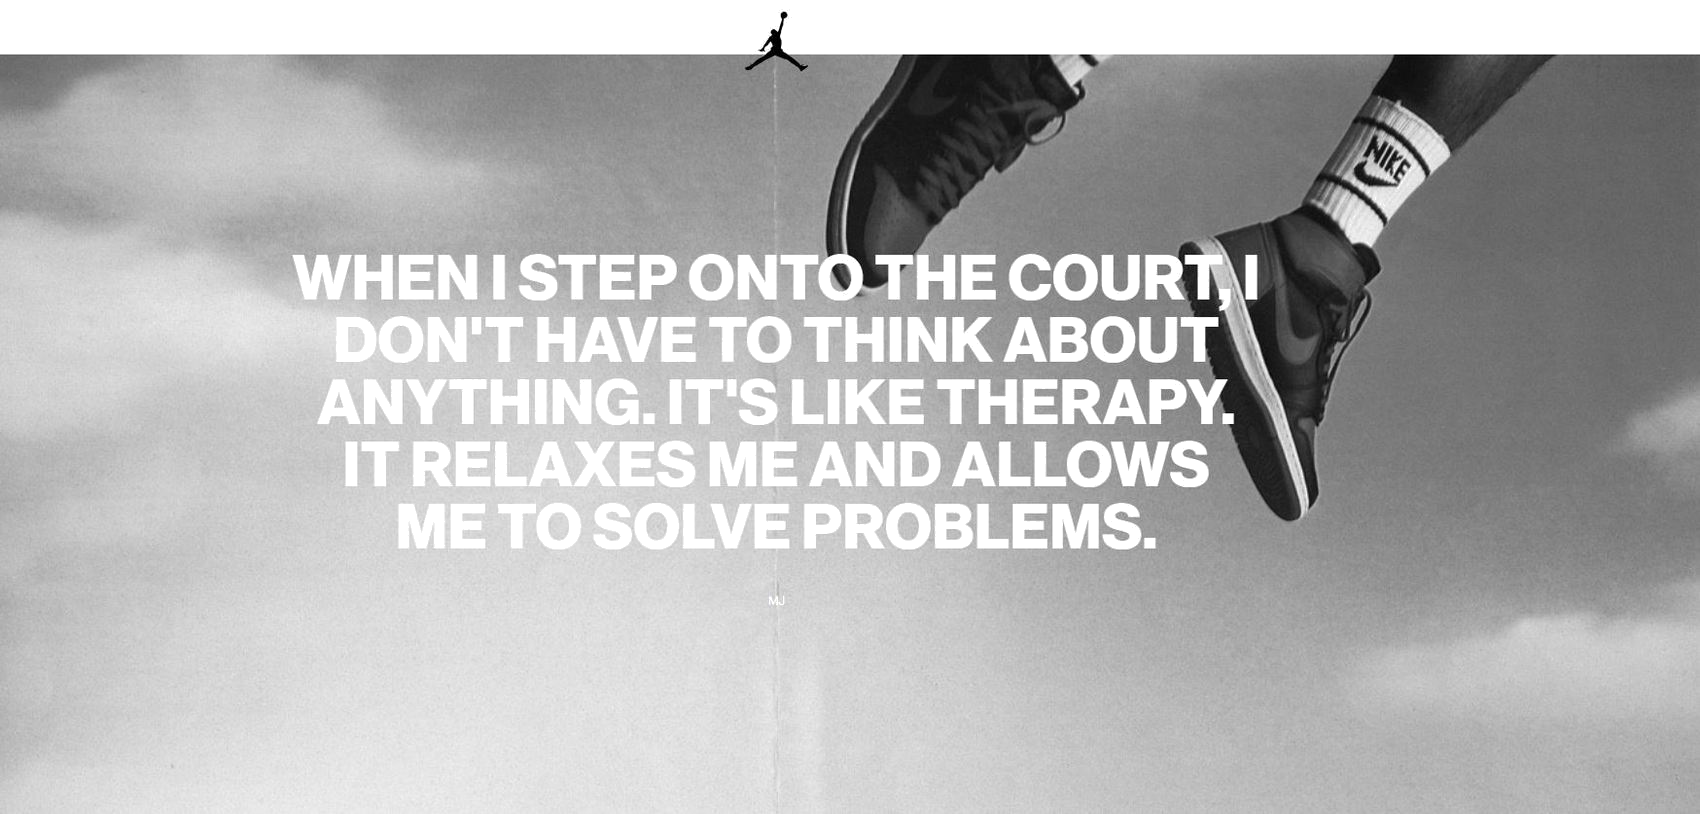 NIKE
WHEN I STEP ONTO THE COURT, I
DON'T HAVE TO THINK ABOUT
ANYTHING. IT'S LIKE THERAPY.
IT RELAXES ME AND ALLOWS
ME TO SOLVE PROBLEMS.
MJ